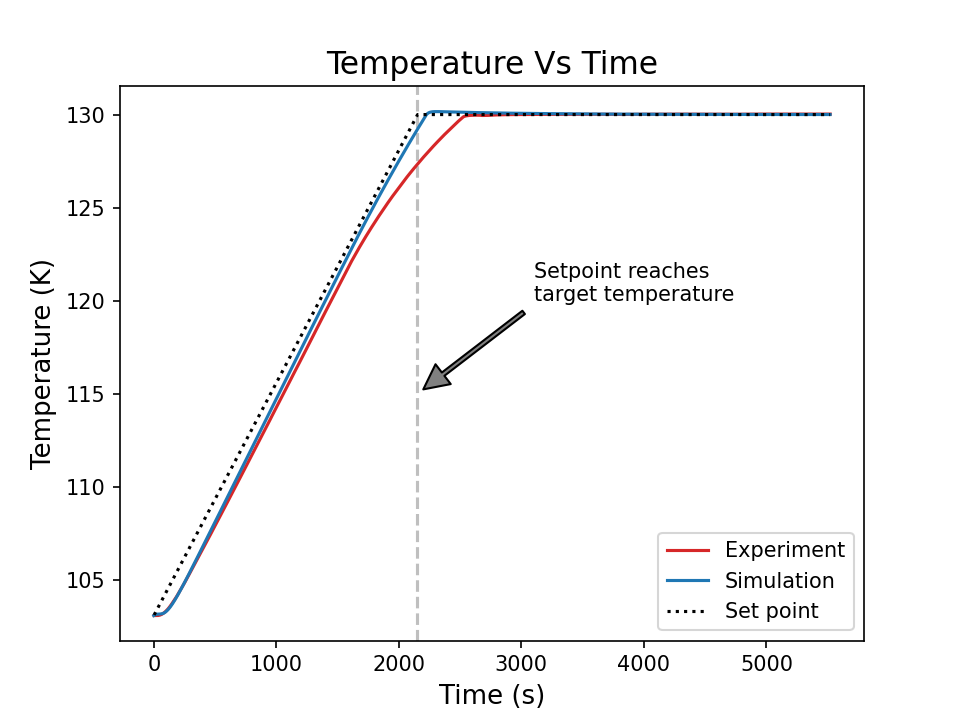 Temperature Vs Time
130
125
120
115
110
105
Temperature (K)
Setpoint reaches
target temperature
Experiment
Simulation
Set point
0 1000 2000 3000 4000 5000
Time (s)